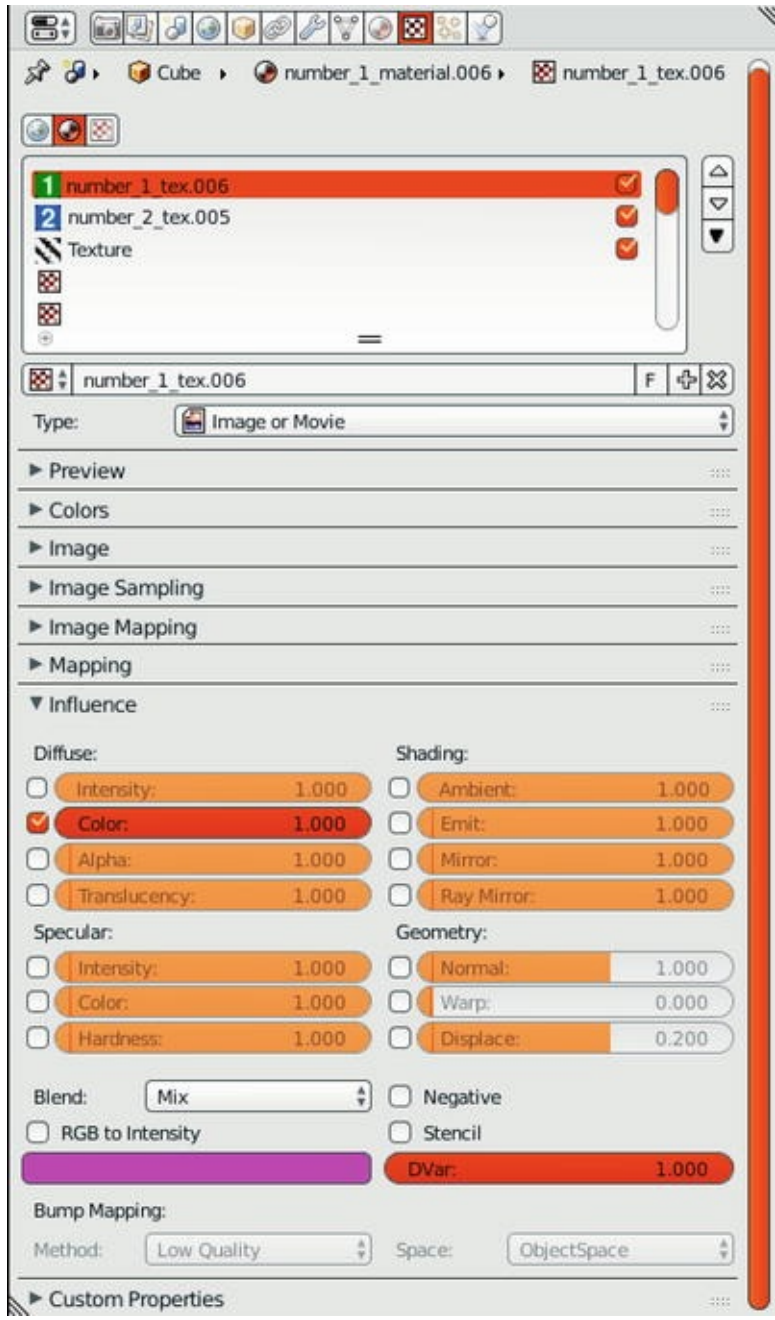 Cube number_1_material.006 number_1_tex.006
1 number_1_tex.006
2 number_2_tex.005
Texture
number_1_tex.006 F
Type: Image or Movie
Preview
Colors
Image
Image Sampling
Image Mapping
Mapping
Influence
Diffuse: Shading:
Intensity: 1.000 Ambient: 1.000
Color: 1.000 Emit: 1.000
Alpha: 1.000 Mirror: 1.000
Translucency: 1.000 Ray Mirror: 1.000
Specular: Geometry:
Intensity: 1.000 Normal: 1.000
Color: 1.000 Warp: 0.000
Hardness: 1.000 Displace: 0.200
Blend: Mix Negative
RGB to Intensity Stencil
DVar: 1.000
Bump Mapping:
Method: Low Quality Space: ObjectSpace
Custom Properties